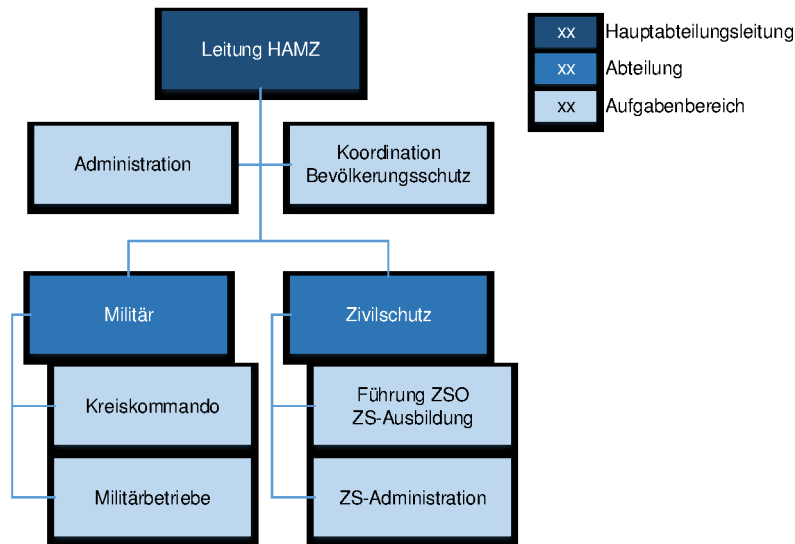 Leitung HAMZ
xx Hauptabteilungsleitung
xx Abteilung
xx Aufgabenbereich
Administration
Koordination
Bevölkerungsschutz
Militär
Zivilschutz
Kreiskommando
Führung ZSO
ZS-Ausbildung
Militärbetriebe
ZS-Administration